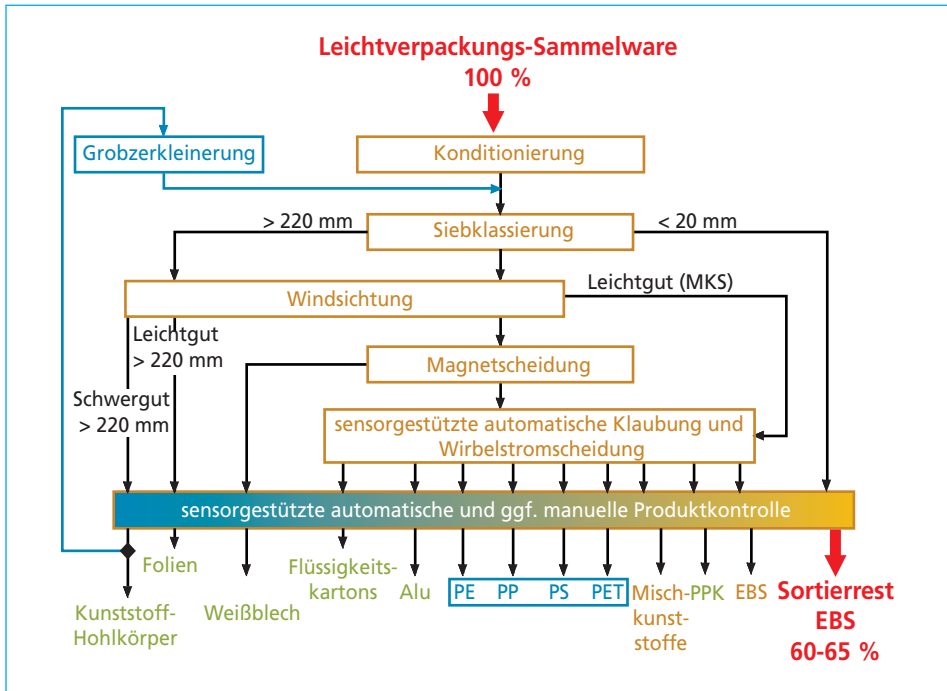 Leichtverpackungs-Sammelware
100 %
Grobzerkleinerung
Konditionierung
> 220 mm
Siebklassierung
< 20 mm
Leichtgut (MKS)
Windsichtung
Leichtgut
> 220 mm
Magnetscheidung
Schwergut
> 220 mm
sensorgestützte automatische Klaubung und
Wirbelstromscheidung
sensorgestützte automatische und ggf. manuelle Produktkontrolle
Kunststoff-
Hohlkörper
Folien
Weißblech
Flüssigkeits-
kartons
Alu
PE
PP
PS
PET
Misch-
kunst-
stoffe
PPK
EBS
Sortierrest
EBS
60-65 %